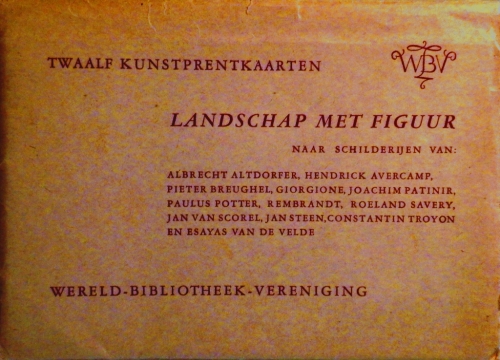 TWAALF KUNSTPRENTKAARTEN
WBV
LANDSCHAP MET FIGUUR
NAAR SCHILDERIJEN VAN:
ALBRECHT ALTDORFER, HENDRICK AVERCAMP,
PIETER BREUGHEL, GIORGIONE, JOACHIM PATINIR,
PAULUS POTTER, REMBRANDT, ROELAND SAVERY,
JAN VAN SCOREL, JAN STEEN, CONSTANTIN TROYON
EN ESAYAS VAN DE VELDE
WERELD-BIBLIOTHEEK-VERENIGING